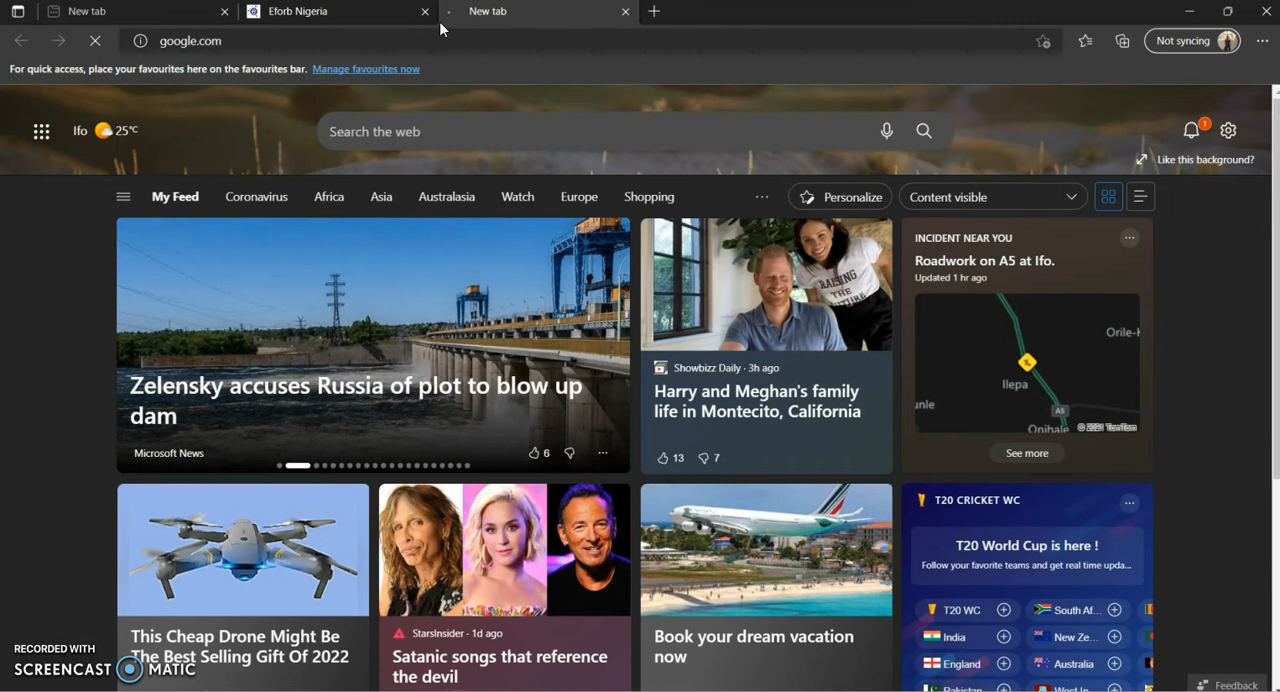 New tab
Eforb Nigeria
New tab
google.com
Not syncing
For quick access, place your favourites here on the favourites bar. Manage favourites now
Ifo 25°C
Search the web
1
Like this background?
My Feed
Coronavirus
Africa
Asia
Australasia
Watch
Europe
Shopping
Personalize
Content visible
Zelensky accuses Russia of plot to blow up
dam
Microsoft News
6
RAISING
THE
Showbizz Daily · 3h ago
Harry and Meghan's family
life in Montecito, California
13
7
INCIDENT NEAR YOU
Roadwork on A5 at Ifo.
Updated 1 hr ago
Orile-
Ilepa
unle
A5
Onihale
TomTom
See more
This Cheap Drone Might Be
The Best Selling Gift Of 2022
StarsInsider · 1d ago
Satanic songs that reference
the devil
Book your dream vacation
now
T20 CRICKET WC
T20 World Cup is here !
Follow your favorite teams and get real time upda...
T20 WC
South Af...
India
New Ze...
England
Australia
Pakistan
West In...
Feedback
RECORDED WITH
SCREENCAST MATIC